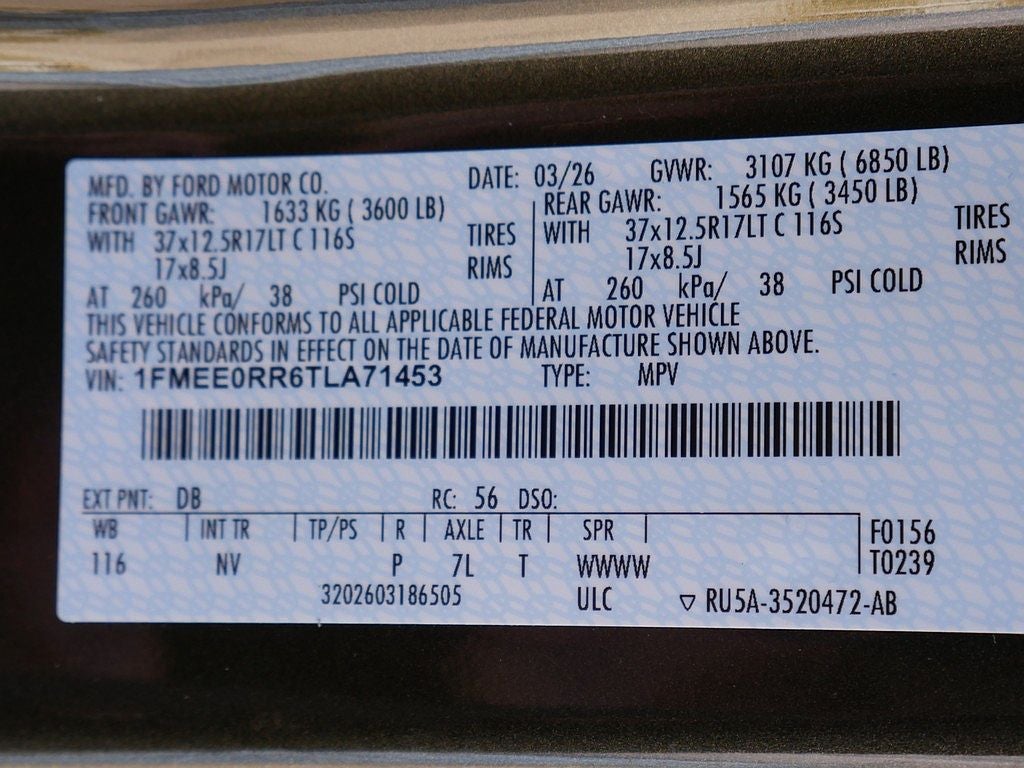 MFD. BY FORD MOTOR CO. DATE: 03/26 GVWR: 3107 KG ( 6850 LB)
FRONT GAWR: 1633 KG ( 3600 LB) REAR GAWR: 1565 KG ( 3450 LB)
WITH 37x12.5R17LT C 116S TIRES WITH 37x12.5R17LT C 116S TIRES
17x8.5J RIMS 17x8.5J RIMS
AT 260 kPa/ 38 PSI COLD AT 260 kPa/ 38 PSI COLD
THIS VEHICLE CONFORMS TO ALL APPLICABLE FEDERAL MOTOR VEHICLE
SAFETY STANDARDS IN EFFECT ON THE DATE OF MANUFACTURE SHOWN ABOVE.
VIN: 1FMEE0RR6TLA71453 TYPE: MPV
EXT PNT: DB RC: 56 DSO:
WB INT TR TP/PS R AXLE TR SPR F0156
116 NV P 7L T WWWW T0239
3202603186505 ULC ▽ RU5A-3520472-AB